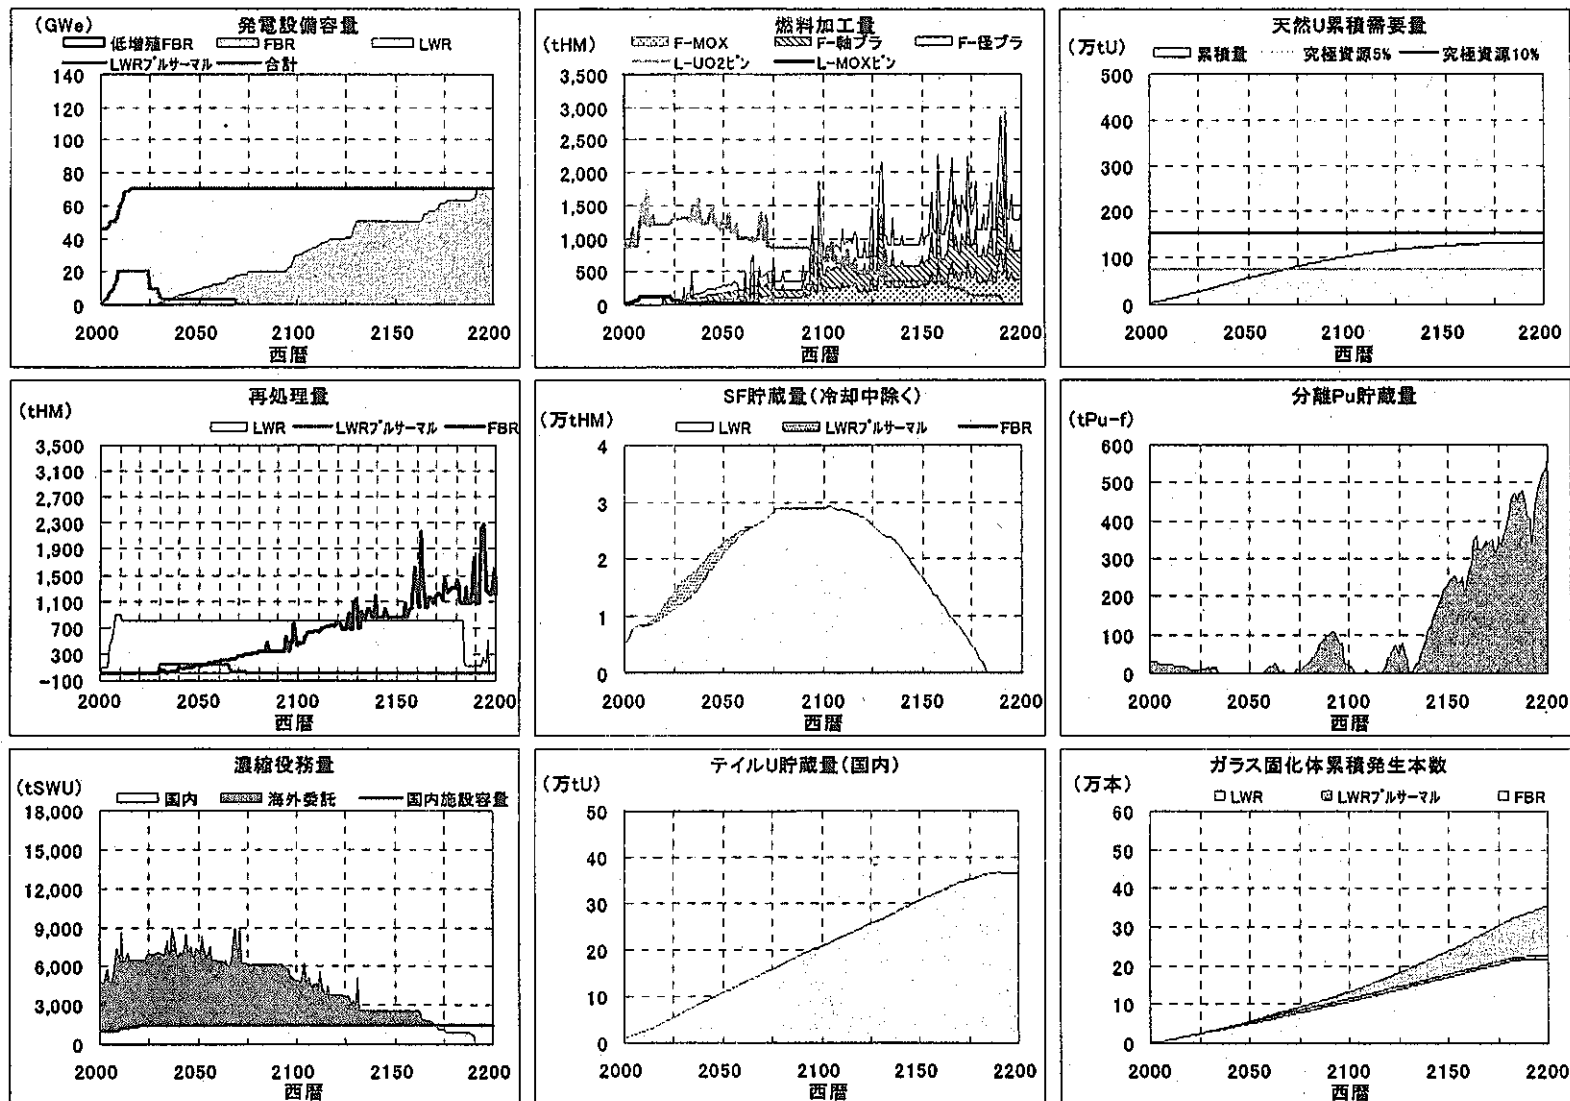 発電設備容量
(GWe)
低増殖FBR FBR LWR
LWRプルサーマル 合計
140
120
100
80
60
40
20
0
2000 2050 2100 2150 2200
西暦
燃料加工量
(tHM)
F-MOX F-軸ブラ F-径ブラ
L-UO2ピン L-MOXピン
3,500
3,000
2,500
2,000
1,500
1,000
500
0
2000 2050 2100 2150 2200
西暦
天然U累積需要量
(万tU)
累積量 究極資源5% 究極資源10%
500
400
300
200
100
0
2000 2050 2100 2150 2200
西暦
再処理量
(tHM)
LWR LWRプルサーマル FBR
3,500
3,100
2,700
2,300
1,900
1,500
1,100
700
300
-100
2000 2050 2100 2150 2200
西暦
SF貯蔵量(冷却中除く)
(万tHM)
LWR LWRプルサーマル FBR
4
3
2
1
0
2000 2050 2100 2150 2200
西暦
分離Pu貯蔵量
(tPu-f)
600
500
400
300
200
100
0
2000 2050 2100 2150 2200
西暦
濃縮役務量
(tSWU)
国内 海外委託 国内施設容量
18,000
15,000
12,000
9,000
6,000
3,000
0
2000 2050 2100 2150 2200
西暦
テイルU貯蔵量(国内)
(万tU)
50
40
30
20
10
0
2000 2050 2100 2150 2200
西暦
ガラス固化体累積発生本数
(万本)
LWR LWRプルサーマル FBR
60
50
40
30
20
10
0
2000 2050 2100 2150 2200
西暦